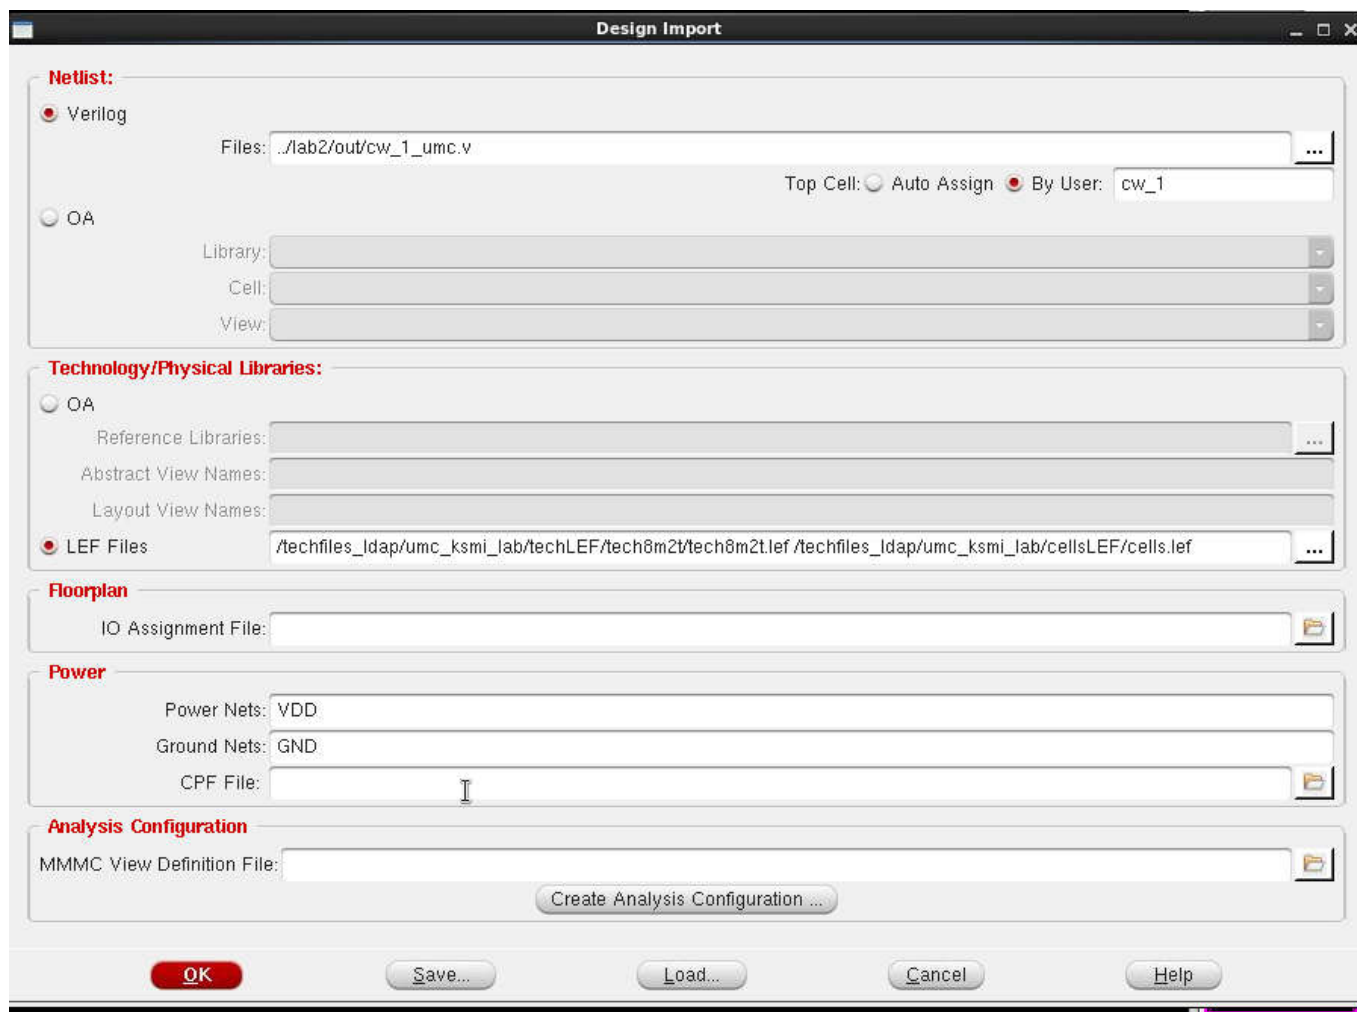 Design Import
Netlist:
Verilog
Files: ../lab2/out/cw_1_umc.v ...
Top Cell: Auto Assign By User: cw_1
OA
Library:
Cell:
View:
Technology/Physical Libraries:
OA
Reference Libraries: ...
Abstract View Names:
Layout View Names:
LEF Files /techfiles_ldap/umc_ksmi_lab/techLEF/tech8m2t/tech8m2t.lef /techfiles_ldap/umc_ksmi_lab/cellsLEF/cells.lef ...
Floorplan
IO Assignment File:
Power
Power Nets: VDD
Ground Nets: GND
CPF File:
Analysis Configuration
MMMC View Definition File:
Create Analysis Configuration ...
OK Save... Load... Cancel Help